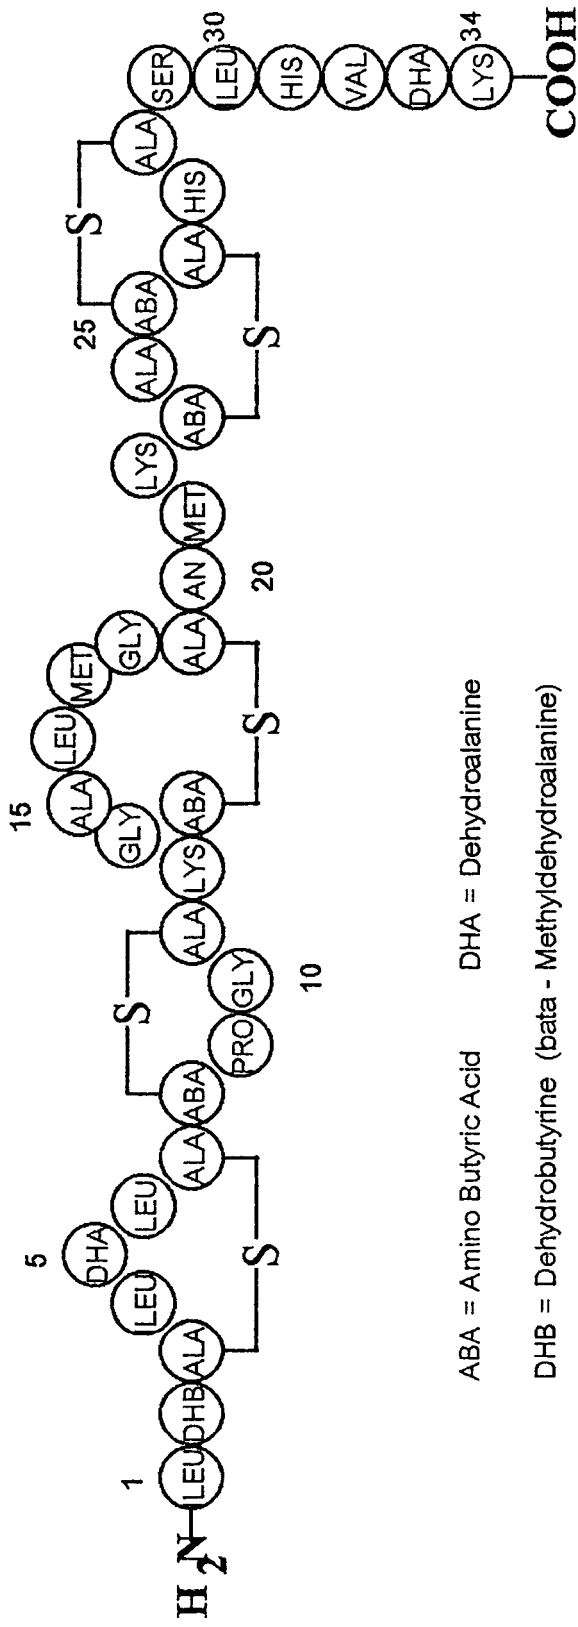 H2N
1
LEU
DHB
ALA
S
ILEU
5
DHA
LEU
ALA
ABA
S
PRO
GLY
10
ALA
LYS
ABA
S
GLY
15
ALA
LEU
MET
GLY
ALA
AN
20
MET
LYS
ABA
S
ALA
25
ABA
S
ALA
HIS
ALA
SER
ILEU
30
HIS
VAL
DHA
LYS
34
COOH
ABA = Amino Butyric Acid DHA = Dehydroalanine
DHB = Dehydrobutyrine (bata - Methyldehydroalanine)